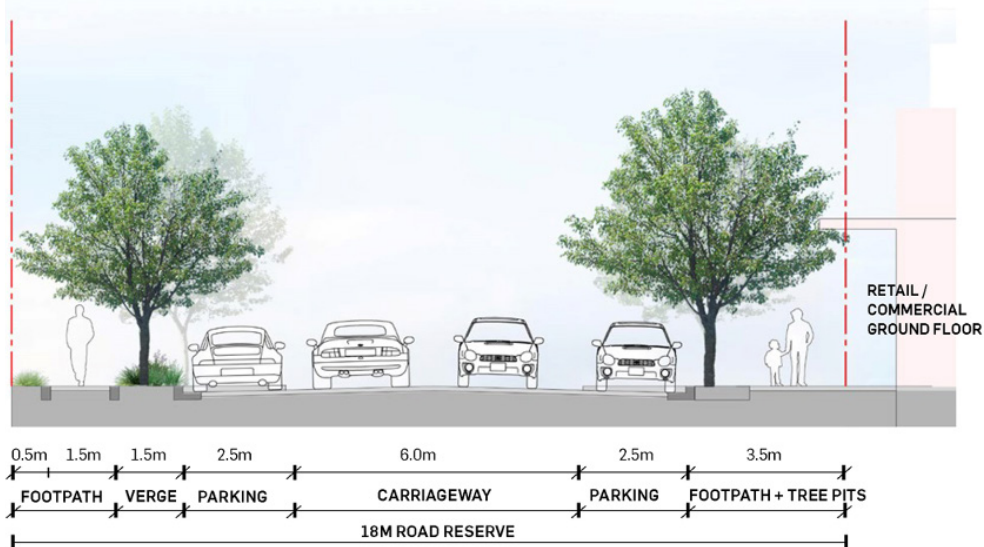 RETAIL /
COMMERCIAL
GROUND FLOOR
0.5m 1.5m 1.5m 2.5m 6.0m 2.5m 3.5m
FOOTPATH VERGE PARKING CARRIAGEWAY PARKING FOOTPATH + TREE PITS
18M ROAD RESERVE